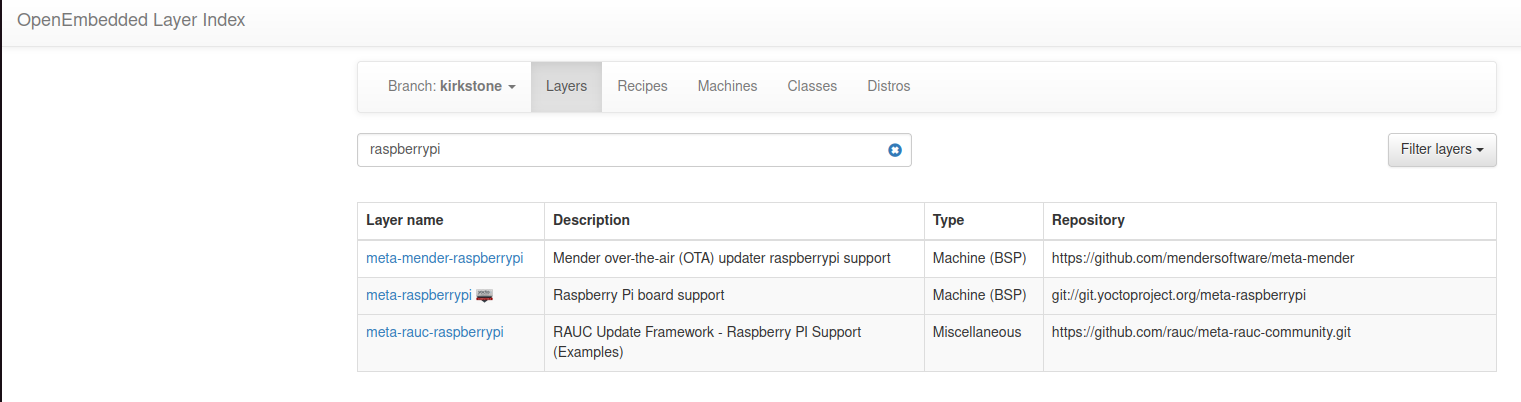 OpenEmbedded Layer Index
Branch: kirkstone Layers Recipes Machines Classes Distros
raspberrypi Filter layers
Layer name Description Type Repository
meta-mender-raspberrypi Mender over-the-air (OTA) updater raspberrypi support Machine (BSP) https://github.com/mendersoftware/meta-mender
meta-raspberrypi Raspberry Pi board support Machine (BSP) git://git.yoctoproject.org/meta-raspberrypi
meta-rauc-raspberrypi RAUC Update Framework - Raspberry PI Support Miscellaneous https://github.com/rauc/meta-rauc-community.git
(Examples)